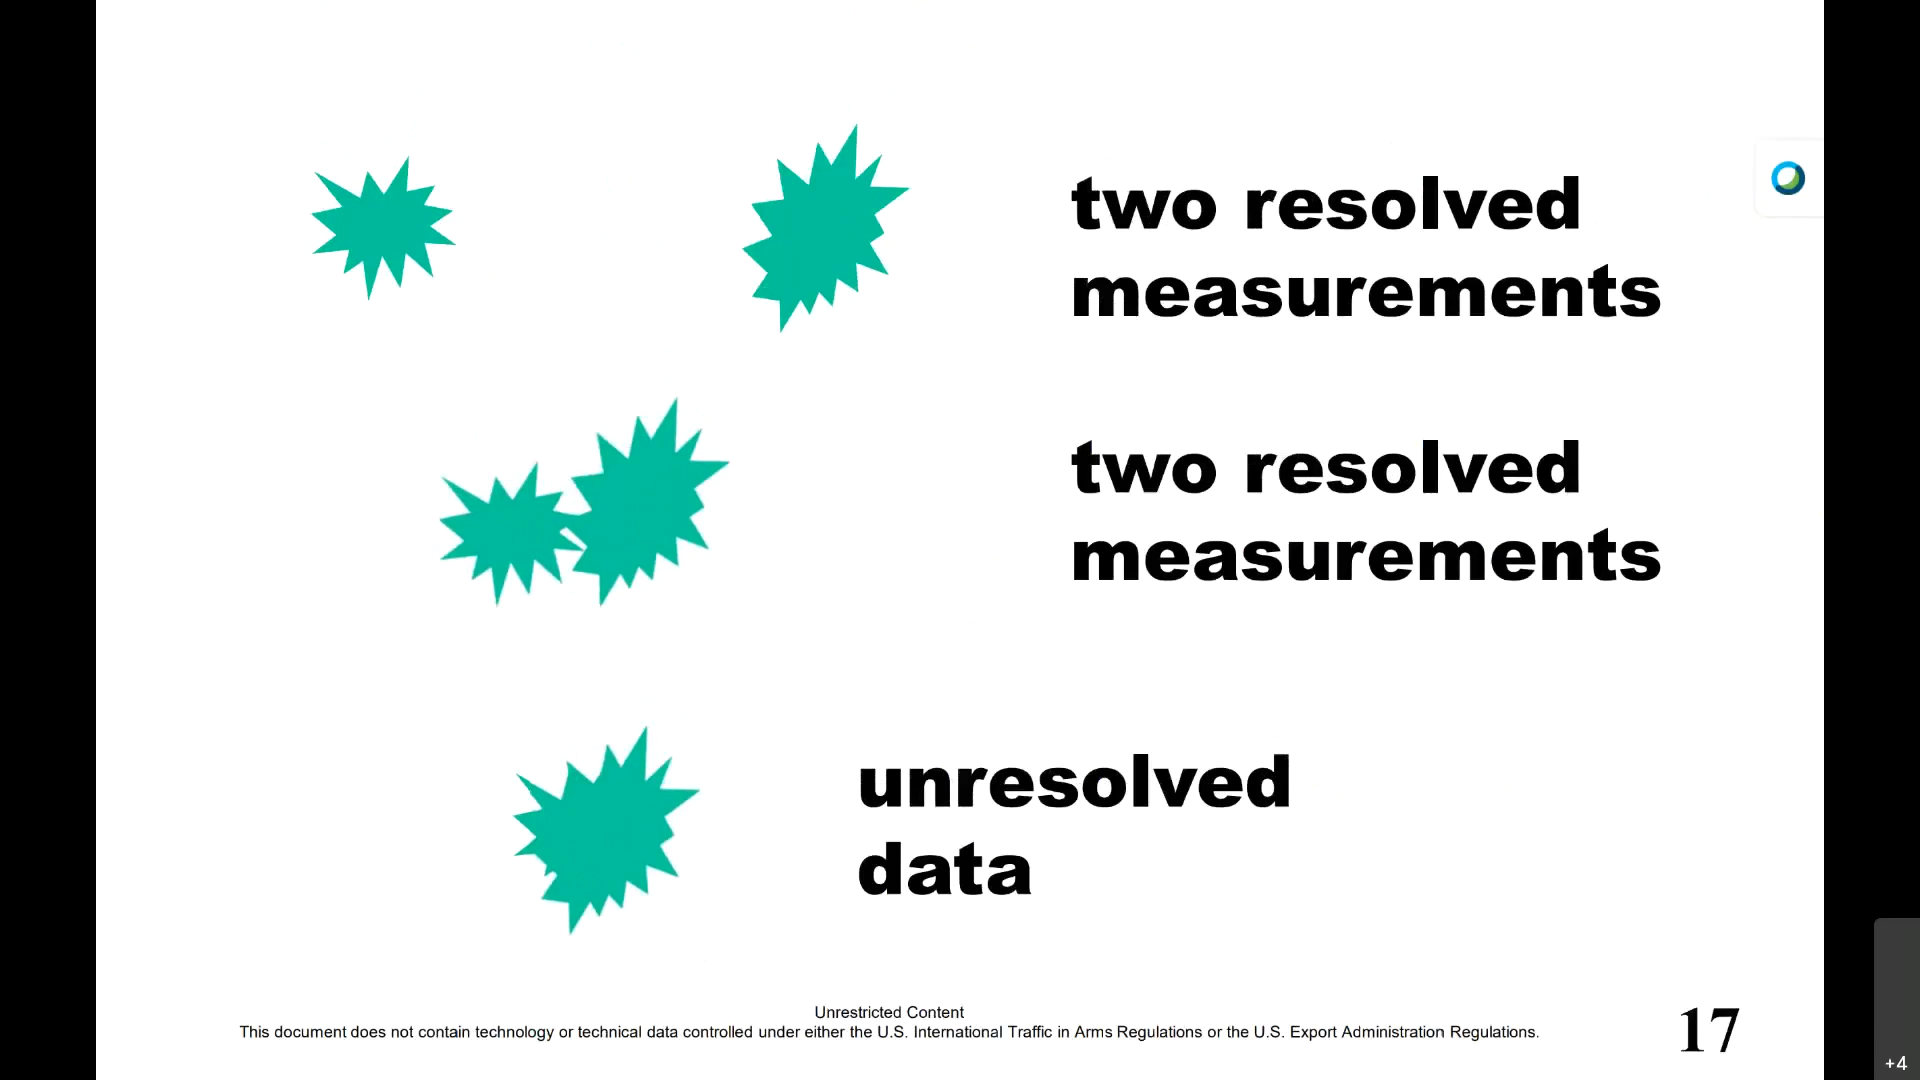 two resolved
measurements
two resolved
measurements
unresolved
data
Unrestricted Content
This document does not contain technology or technical data controlled under either the U.S. International Traffic in Arms Regulations or the U.S. Export Administration Regulations.
17
+4